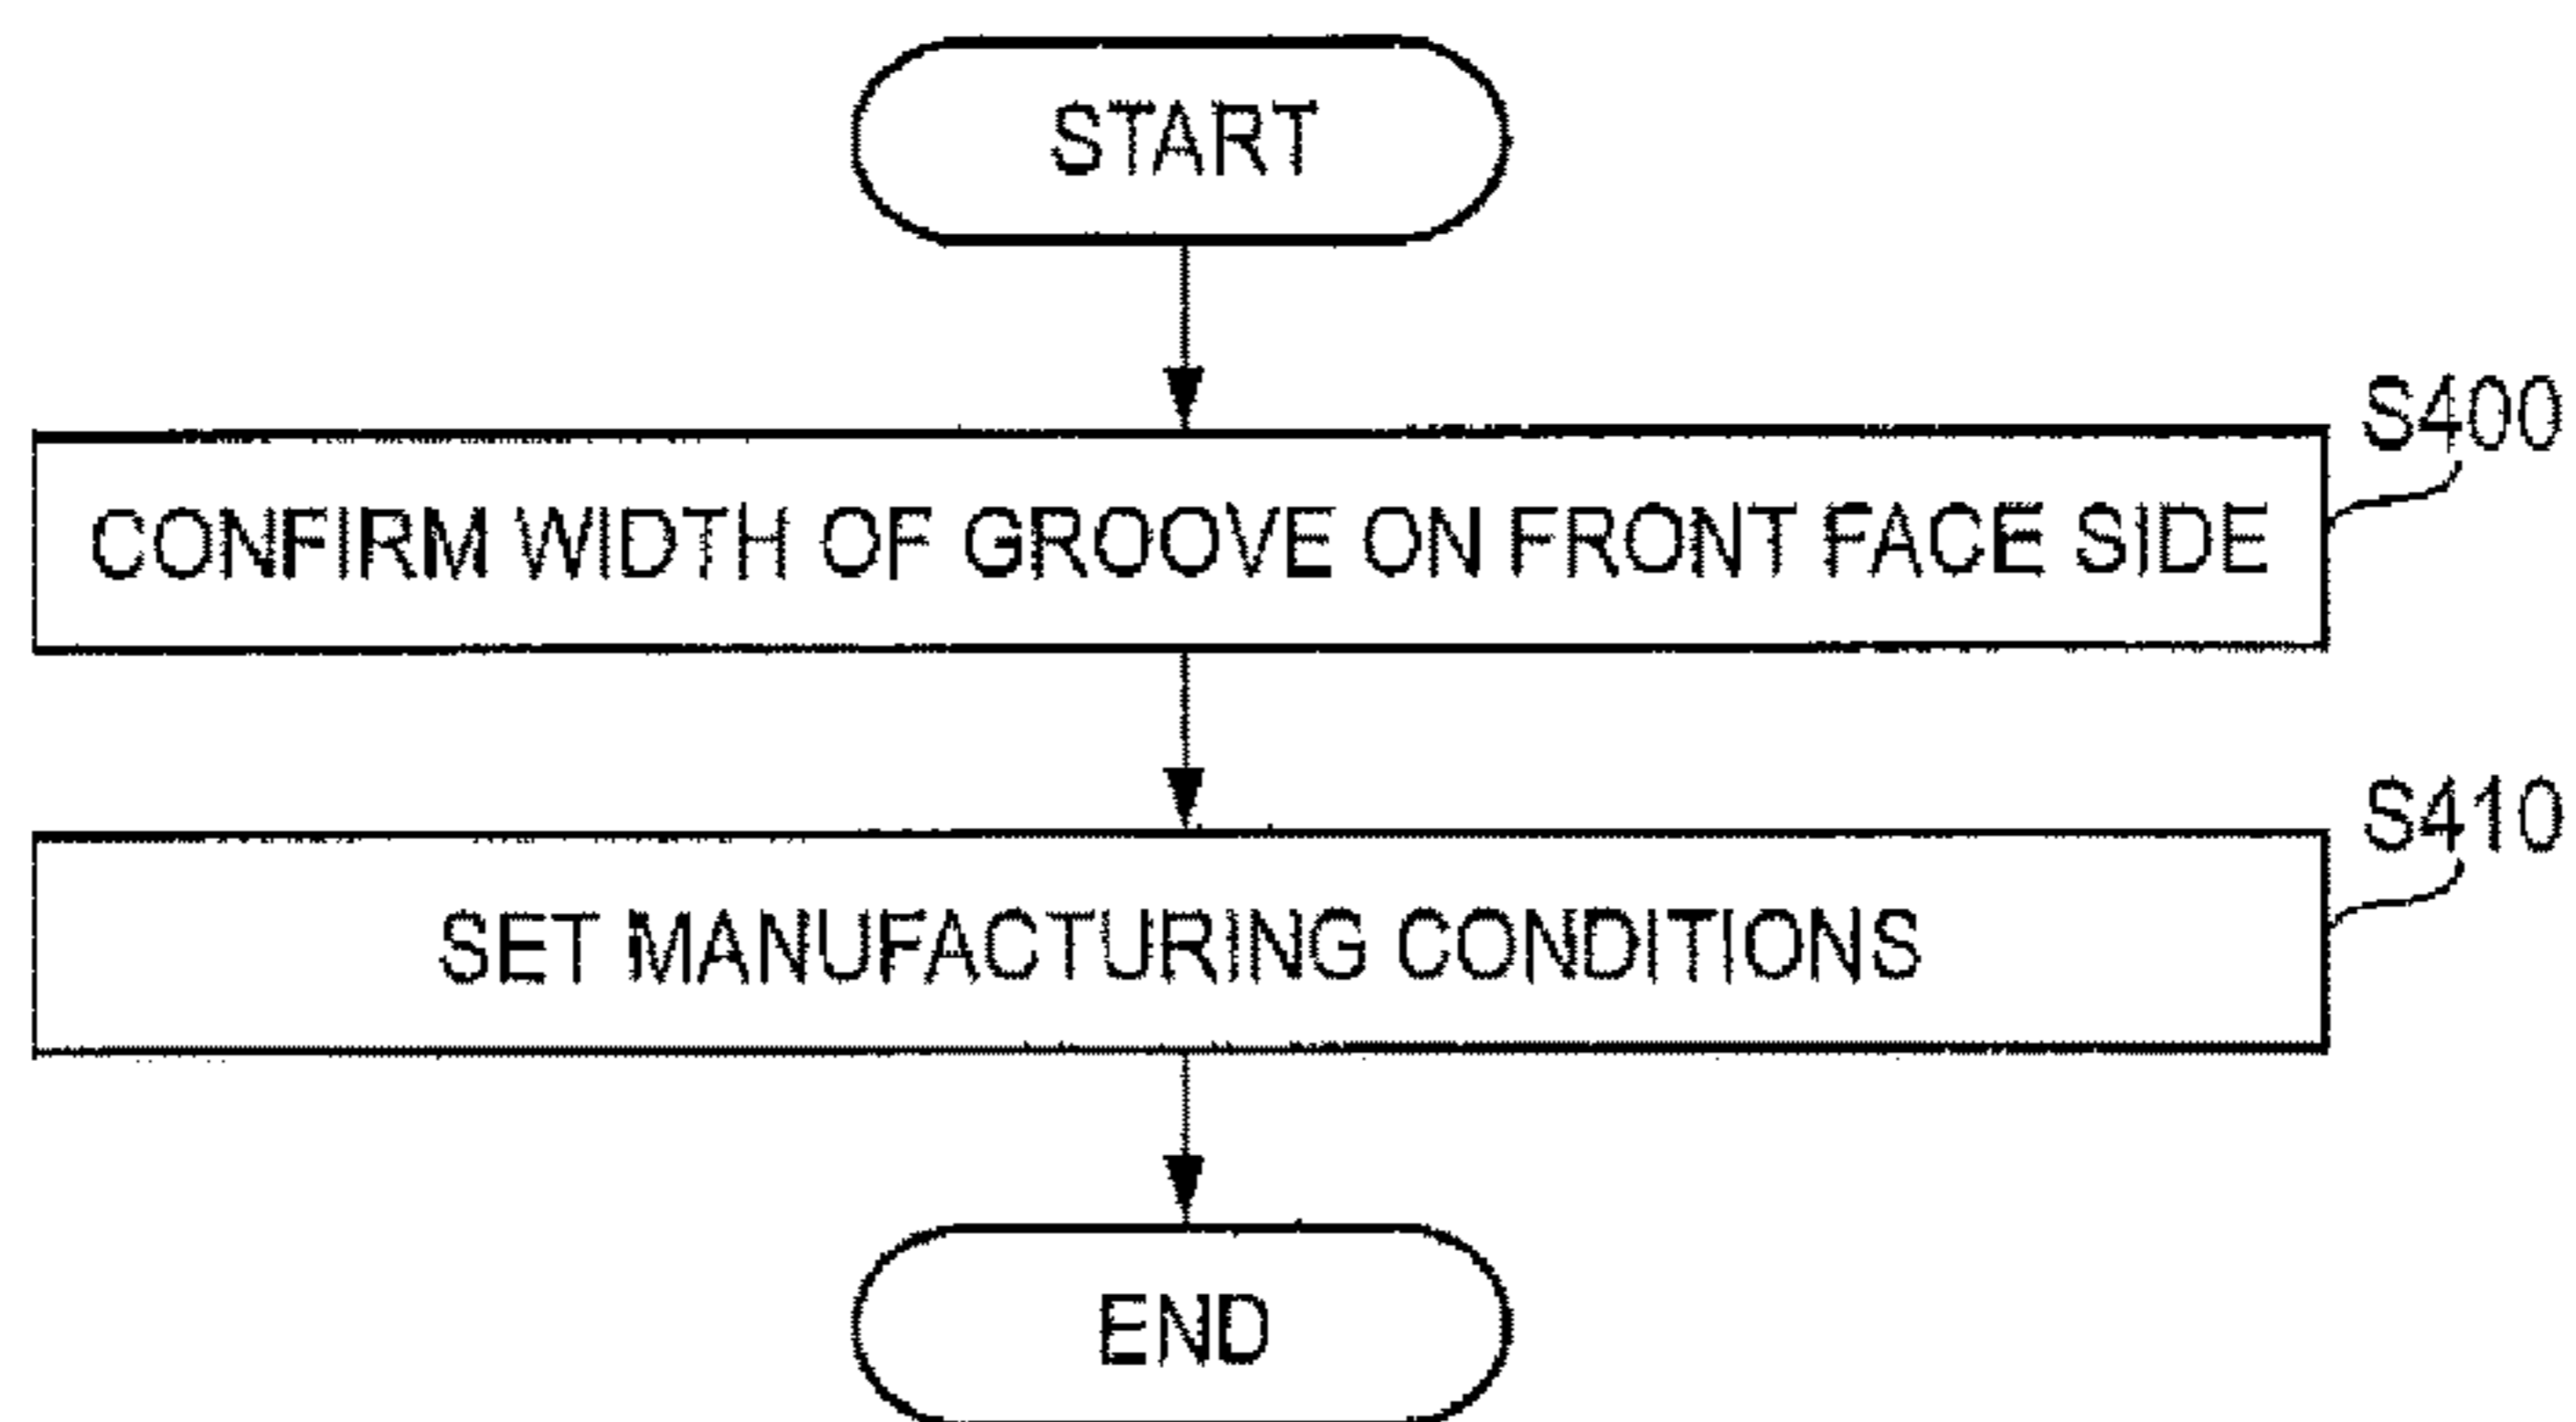 START
S400
CONFIRM WIDTH OF GROOVE ON FRONT FACE SIDE
S410
SET MANUFACTURING CONDITIONS
END